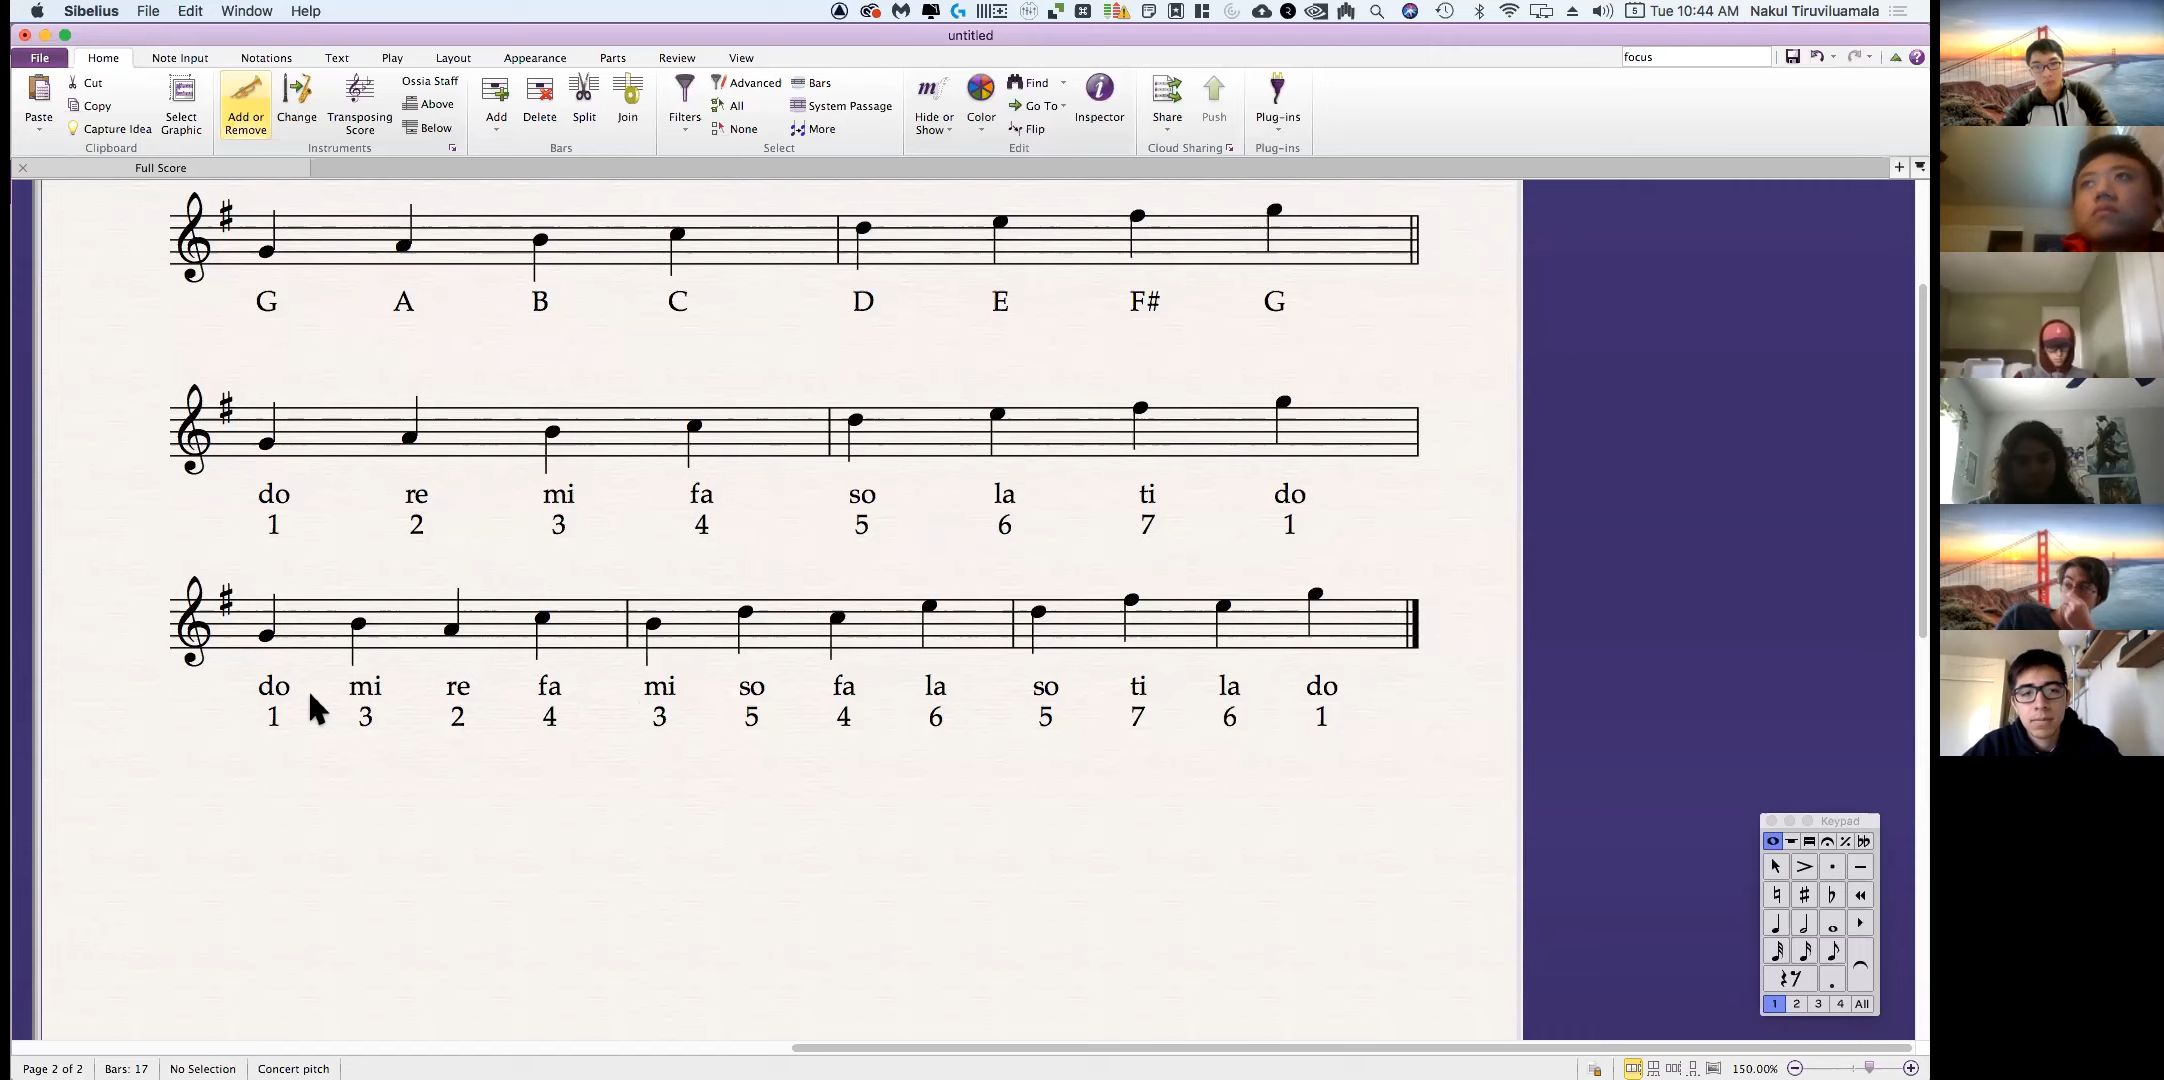 Sibelius File Edit Window Help
Tue 10:44 AM Nakul Tiruviluamala
untitled
File Home Note Input Notations Text Play Layout Appearance Parts Review View
focus
Paste
Cut
Copy
Capture Idea
Select Graphic
Clipboard
Add or Remove
Change
Transposing Score
Ossia Staff
Above
Below
Instruments
Add
Delete
Split
Join
Bars
Filters
Advanced
All
None
Bars
System Passage
More
Select
Hide or Show
Color
Find
Go To
Flip
Inspector
Edit
Share
Push
Cloud Sharing
Plug-ins
Plug-ins
Full Score
G A B C D E F# G
do re mi fa so la ti do
1 2 3 4 5 6 7 1
do mi re fa mi so fa la so ti la do
1 3 2 4 3 5 4 6 5 7 6 1
Keypad
1 2 3 4 All
Page 2 of 2 Bars: 17 No Selection Concert pitch
150.00%